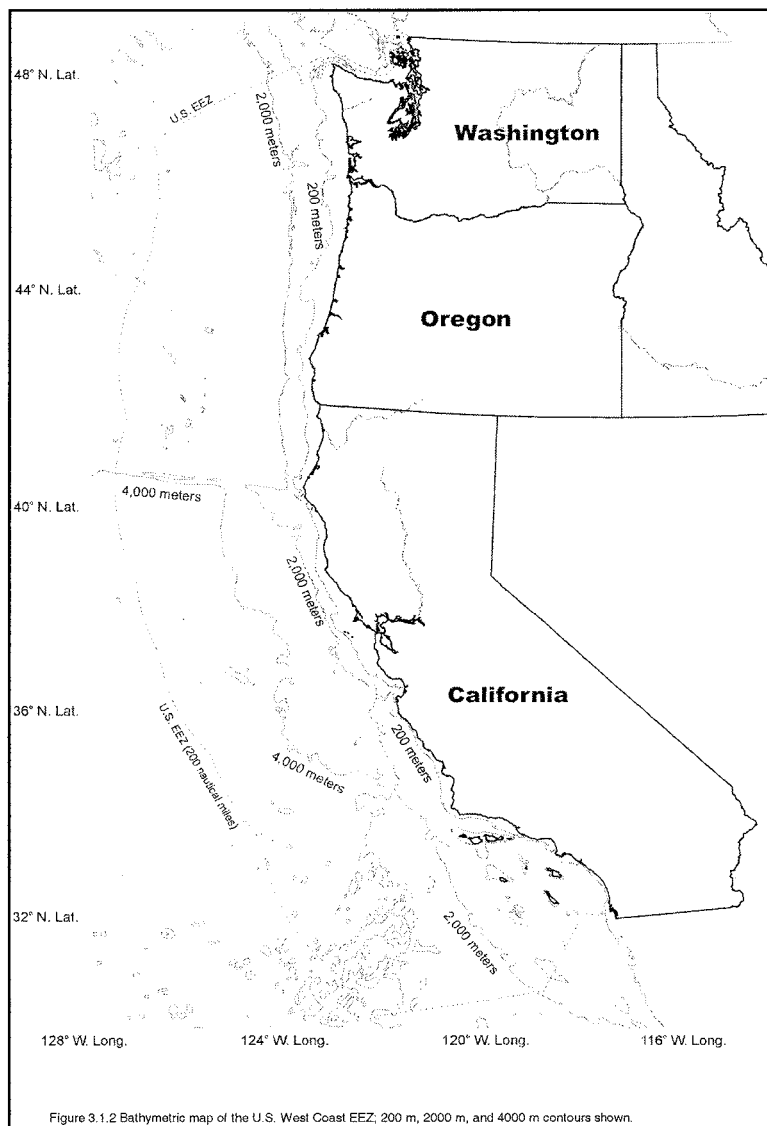 48° N. Lat.
U.S. EEZ
2,000 meters
Washington
200 meters
44° N. Lat.
Oregon
4,000 meters
40° N. Lat.
2,000 meters
36° N. Lat.
California
U.S. EEZ (200 nautical miles)
200 meters
4,000 meters
32° N. Lat.
2,000 meters
128° W. Long.
124° W. Long.
120° W. Long.
116° W. Long.
Figure 3.1.2 Bathymetric map of the U.S. West Coast EEZ; 200 m, 2000 m, and 4000 m contours shown.